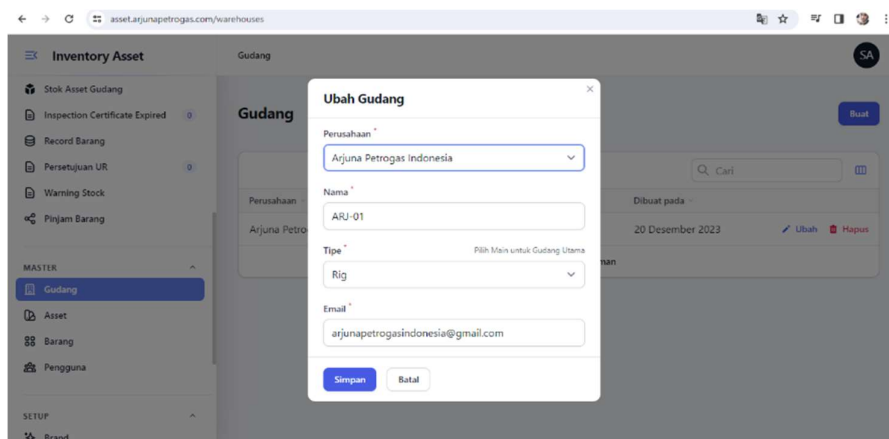 asset.arjunapetrogas.com/warehouses
Inventory Asset
Gudang
SA
Stok Asset Gudang
Inspection Certificate Expired 0
Record Barang
Persetujuan UR 0
Warning Stock
Pinjam Barang
MASTER
Gudang
Asset
Barang
Pengguna
SETUP
Brand
Gudang
Buat
Cari
Perusahaan
Dibuat pada
Arjuna Petro
20 Desember 2023
Ubah
Hapus
man
Ubah Gudang
Perusahaan *
Arjuna Petrogas Indonesia
Nama *
ARJ-01
Tipe * Pilih Main untuk Gudang Utama
Rig
Email *
arjunapetrogasindonesia@gmail.com
Simpan Batal